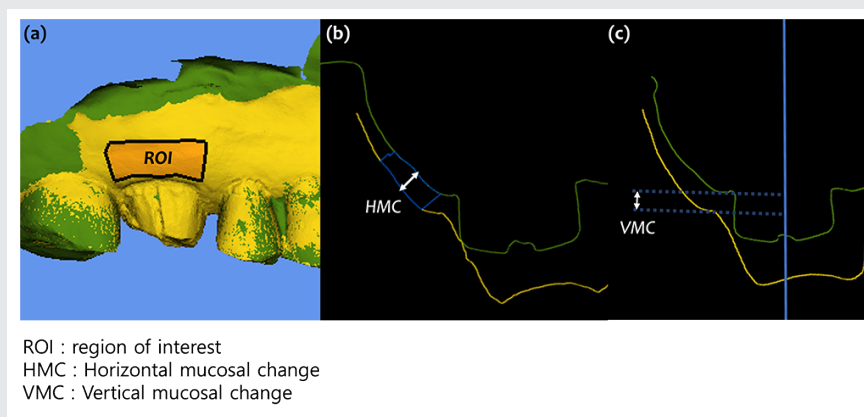 (a)
(b)
(c)
ROI
HMC
VMC
ROI : region of interest
HMC : Horizontal mucosal change
VMC : Vertical mucosal change